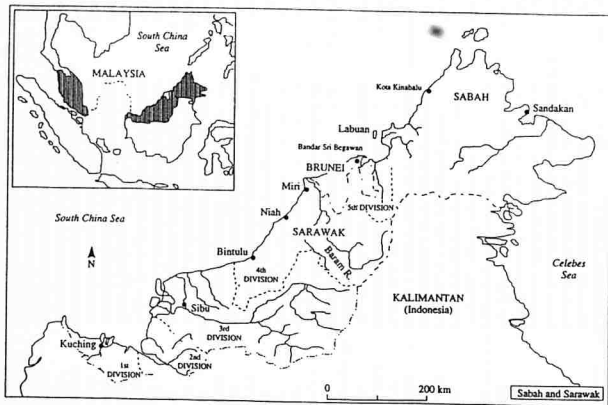 South China
Sea
MALAYSIA
Kota Kinabalu
SABAH
Sandakan
Labuan
Bandar Sri Begawan
BRUNEI
Miri
5th DIVISION
South China Sea
Niah
SARAWAK
N
Bintulu
Baram R.
Celebes
Sea
4th
DIVISION
Sibu
KALIMANTAN
(Indonesia)
3rd
DIVISION
Kuching
2nd
DIVISION
1st
DIVISION
0
200 km
Sabah and Sarawak